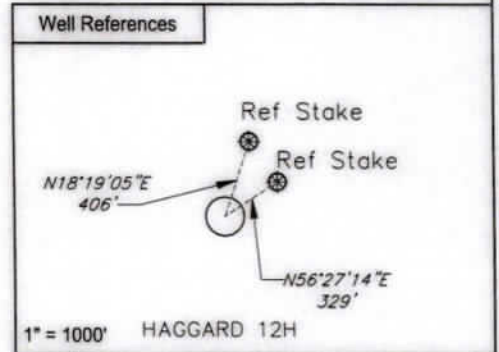 Well References
Ref Stake
Ref Stake
N18°19'05"E
406'
N56°27'14"E
329'
1" = 1000' HAGGARD 12H